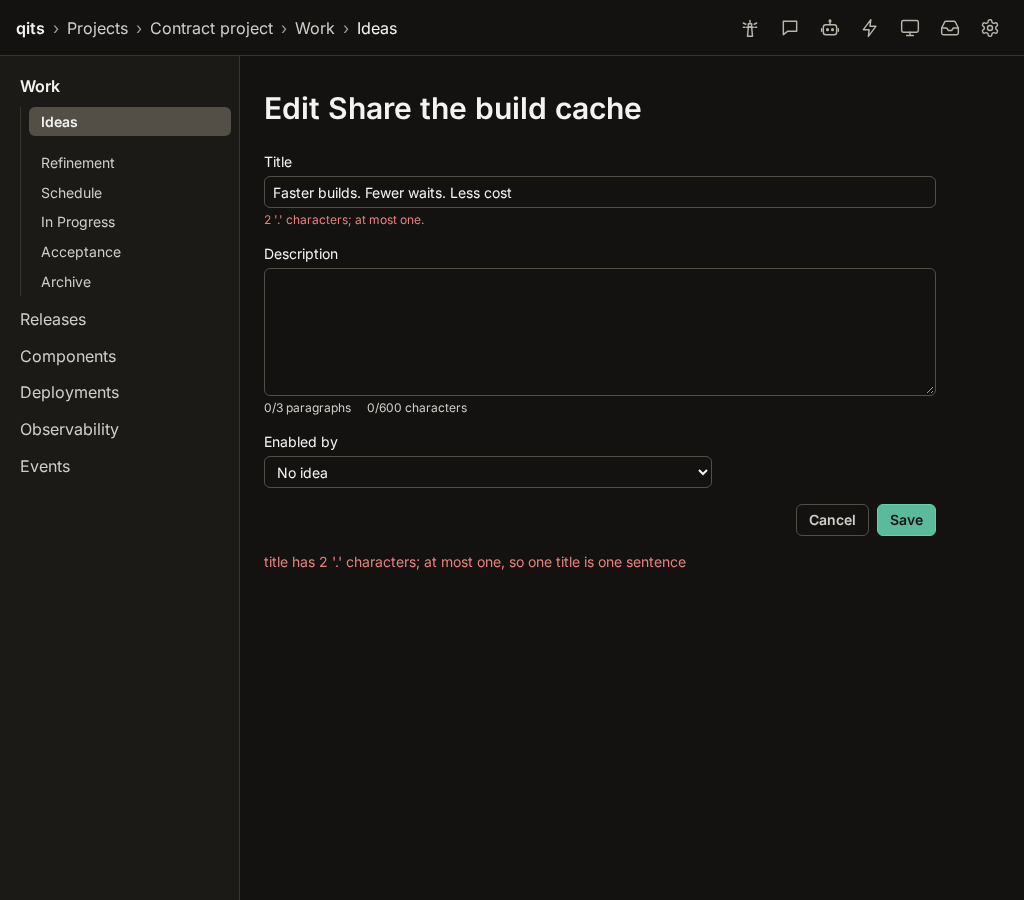 qits › Projects › Contract project › Work › Ideas
Work
Ideas
Refinement
Schedule
In Progress
Acceptance
Archive
Releases
Components
Deployments
Observability
Events
Edit Share the build cache
Title
Faster builds. Fewer waits. Less cost
2 '.' characters; at most one.
Description
0/3 paragraphs 0/600 characters
Enabled by
No idea
Cancel Save
title has 2 '.' characters; at most one, so one title is one sentence